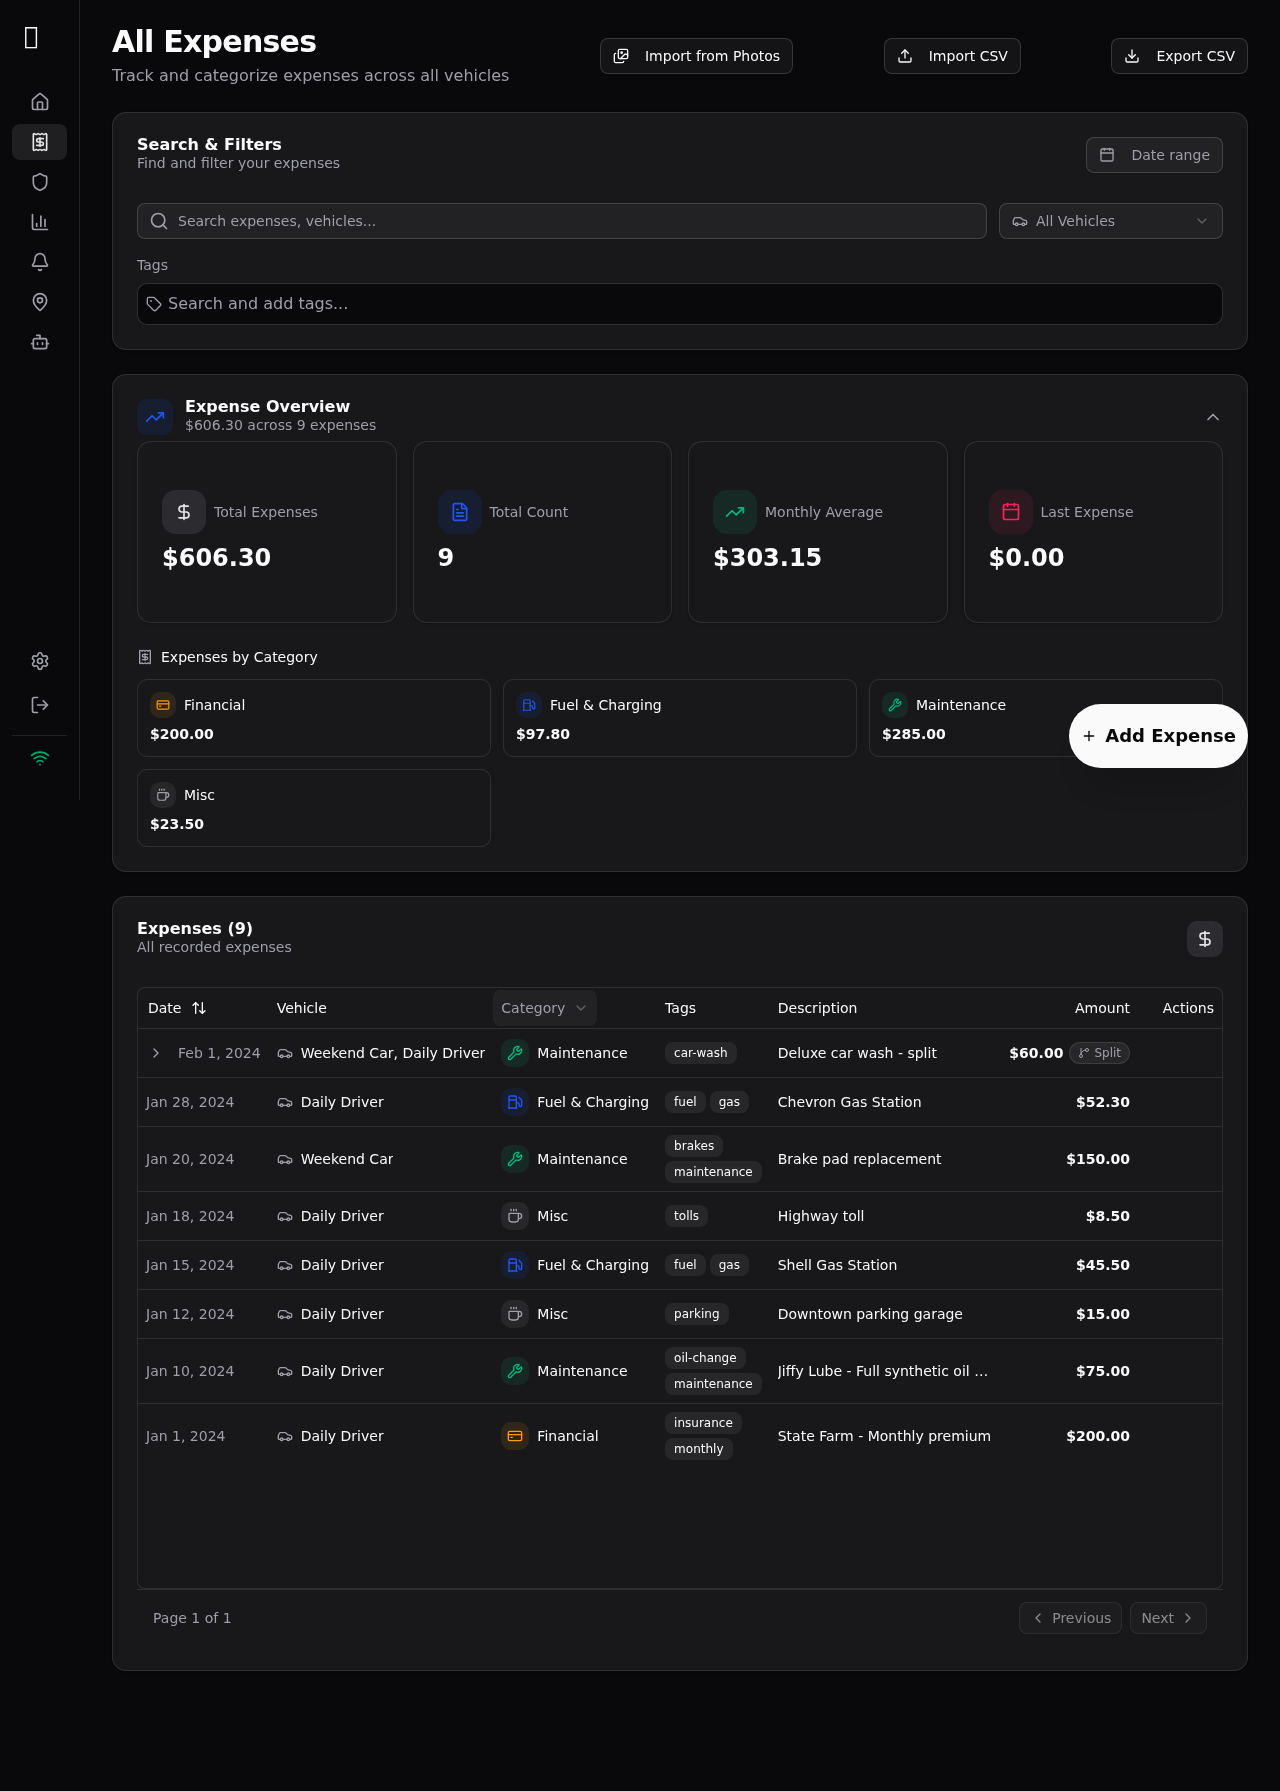 All Expenses
Track and categorize expenses across all vehicles
Import from Photos
Import CSV
Export CSV
Search & Filters
Find and filter your expenses
Date range
Search expenses, vehicles...
All Vehicles
Tags
Search and add tags...
Expense Overview
$606.30 across 9 expenses
Total Expenses
$606.30
Total Count
9
Monthly Average
$303.15
Last Expense
$0.00
Expenses by Category
Financial
$200.00
Fuel & Charging
$97.80
Maintenance
$285.00
Add Expense
Misc
$23.50
Expenses (9)
All recorded expenses
Date Vehicle Category Tags Description Amount Actions
Feb 1, 2024 Weekend Car, Daily Driver Maintenance car-wash Deluxe car wash - split $60.00 Split
Jan 28, 2024 Daily Driver Fuel & Charging fuel gas Chevron Gas Station $52.30
Jan 20, 2024 Weekend Car Maintenance brakes maintenance Brake pad replacement $150.00
Jan 18, 2024 Daily Driver Misc tolls Highway toll $8.50
Jan 15, 2024 Daily Driver Fuel & Charging fuel gas Shell Gas Station $45.50
Jan 12, 2024 Daily Driver Misc parking Downtown parking garage $15.00
Jan 10, 2024 Daily Driver Maintenance oil-change maintenance Jiffy Lube - Full synthetic oil ... $75.00
Jan 1, 2024 Daily Driver Financial insurance monthly State Farm - Monthly premium $200.00
Page 1 of 1
Previous
Next